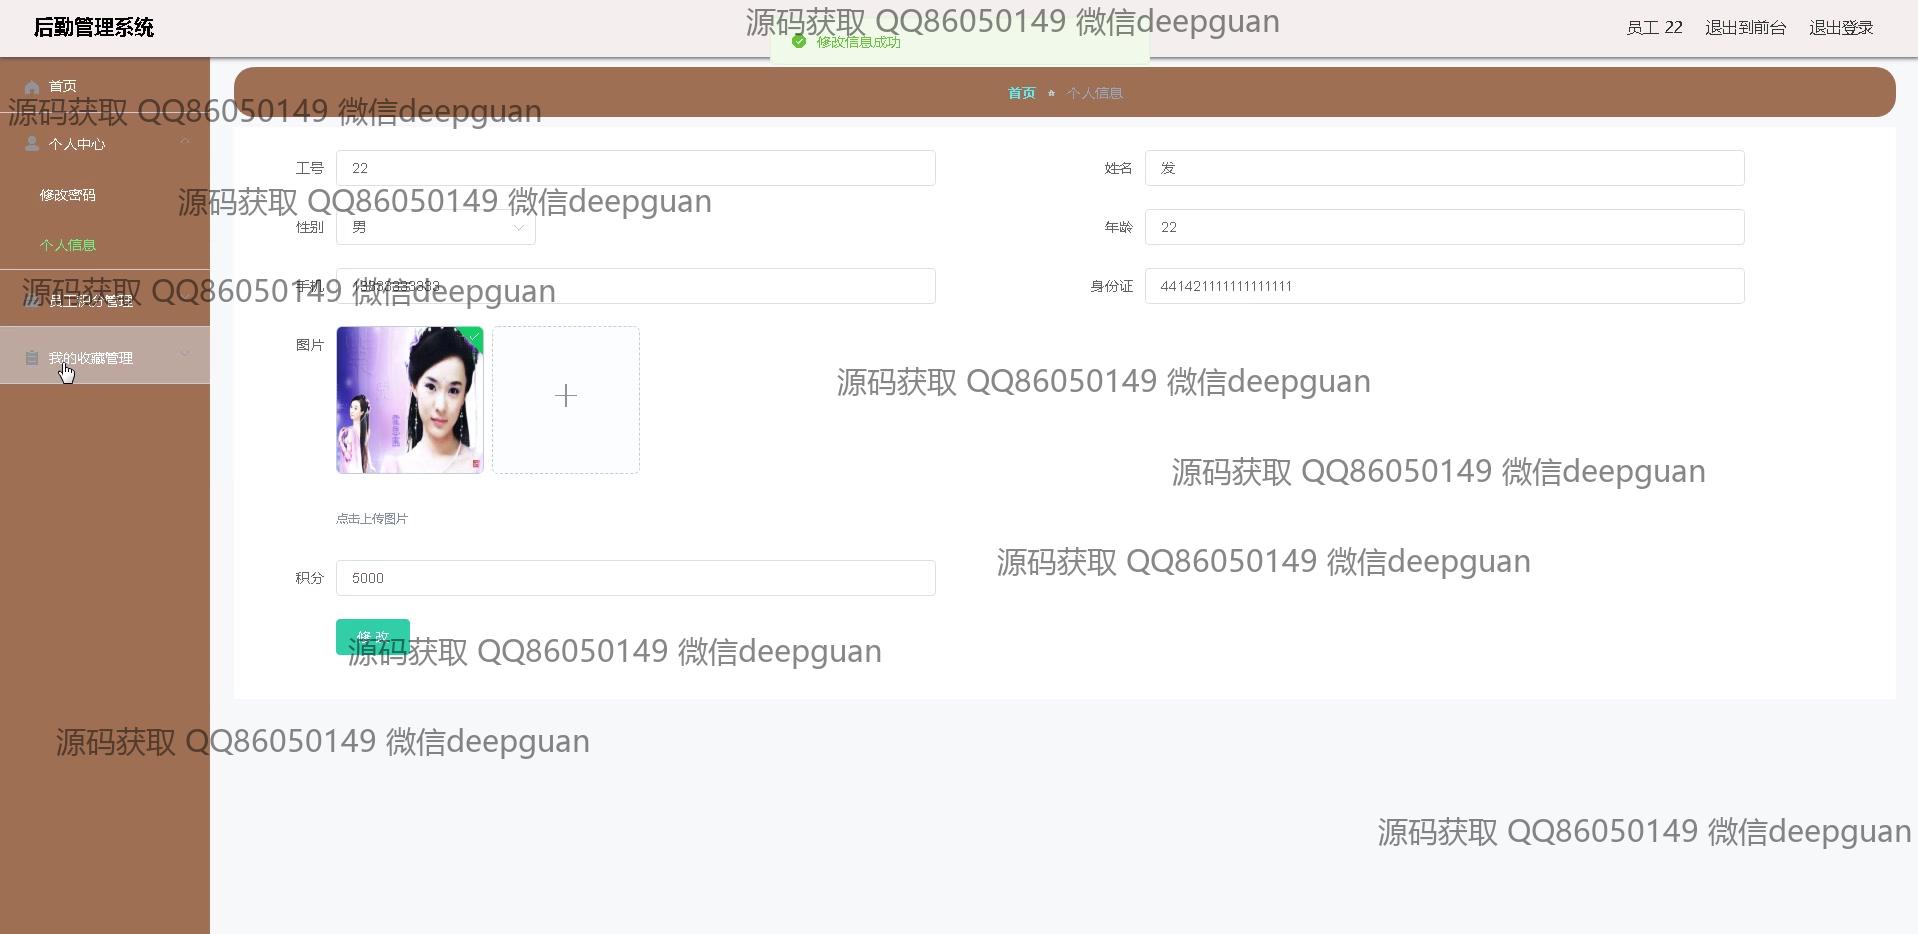 后勤管理系统
源码获取 QQ86050149 微信deepguan
员工 22 退出到前台 退出登录
修改信息成功
首页
首页 个人信息
源码获取 QQ86050149 微信deepguan
个人中心
工号 22 姓名 发
修改密码
源码获取 QQ86050149 微信deepguan
性别 男 年龄 22
个人信息
手机 身份证 441421111111111111
源码获取 QQ86050149 微信deepguan
员工积分管理
图片
我的收藏管理
源码获取 QQ86050149 微信deepguan
源码获取 QQ86050149 微信deepguan
点击上传图片
源码获取 QQ86050149 微信deepguan
积分 5000
修改
源码获取 QQ86050149 微信deepguan
源码获取 QQ86050149 微信deepguan
源码获取 QQ86050149 微信deepguan